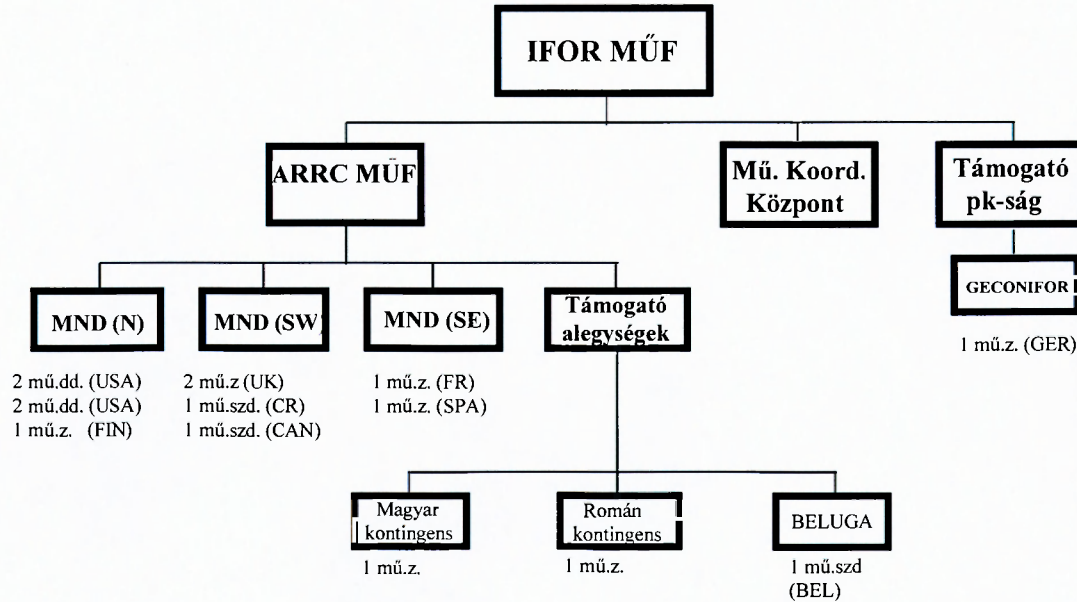 IFOR MŰF
ARRC MŰF
Mű. Koord.
Központ
Támogató
pk-ság
GECONIFOR
1 mű.z. (GER)
MND (N)
MND (SW)
MND (SE)
Támogató
alegységek
2 mű.dd. (USA)
2 mű.dd. (USA)
1 mű.z. (FIN)
2 mű.z (UK)
1 mű.szd. (CR)
1 mű.szd. (CAN)
1 mű.z. (FR)
1 mű.z. (SPA)
Magyar
kontingens
1 mű.z.
Román
kontingens
1 mű.z.
BELUGA
1 mű.szd
(BEL)